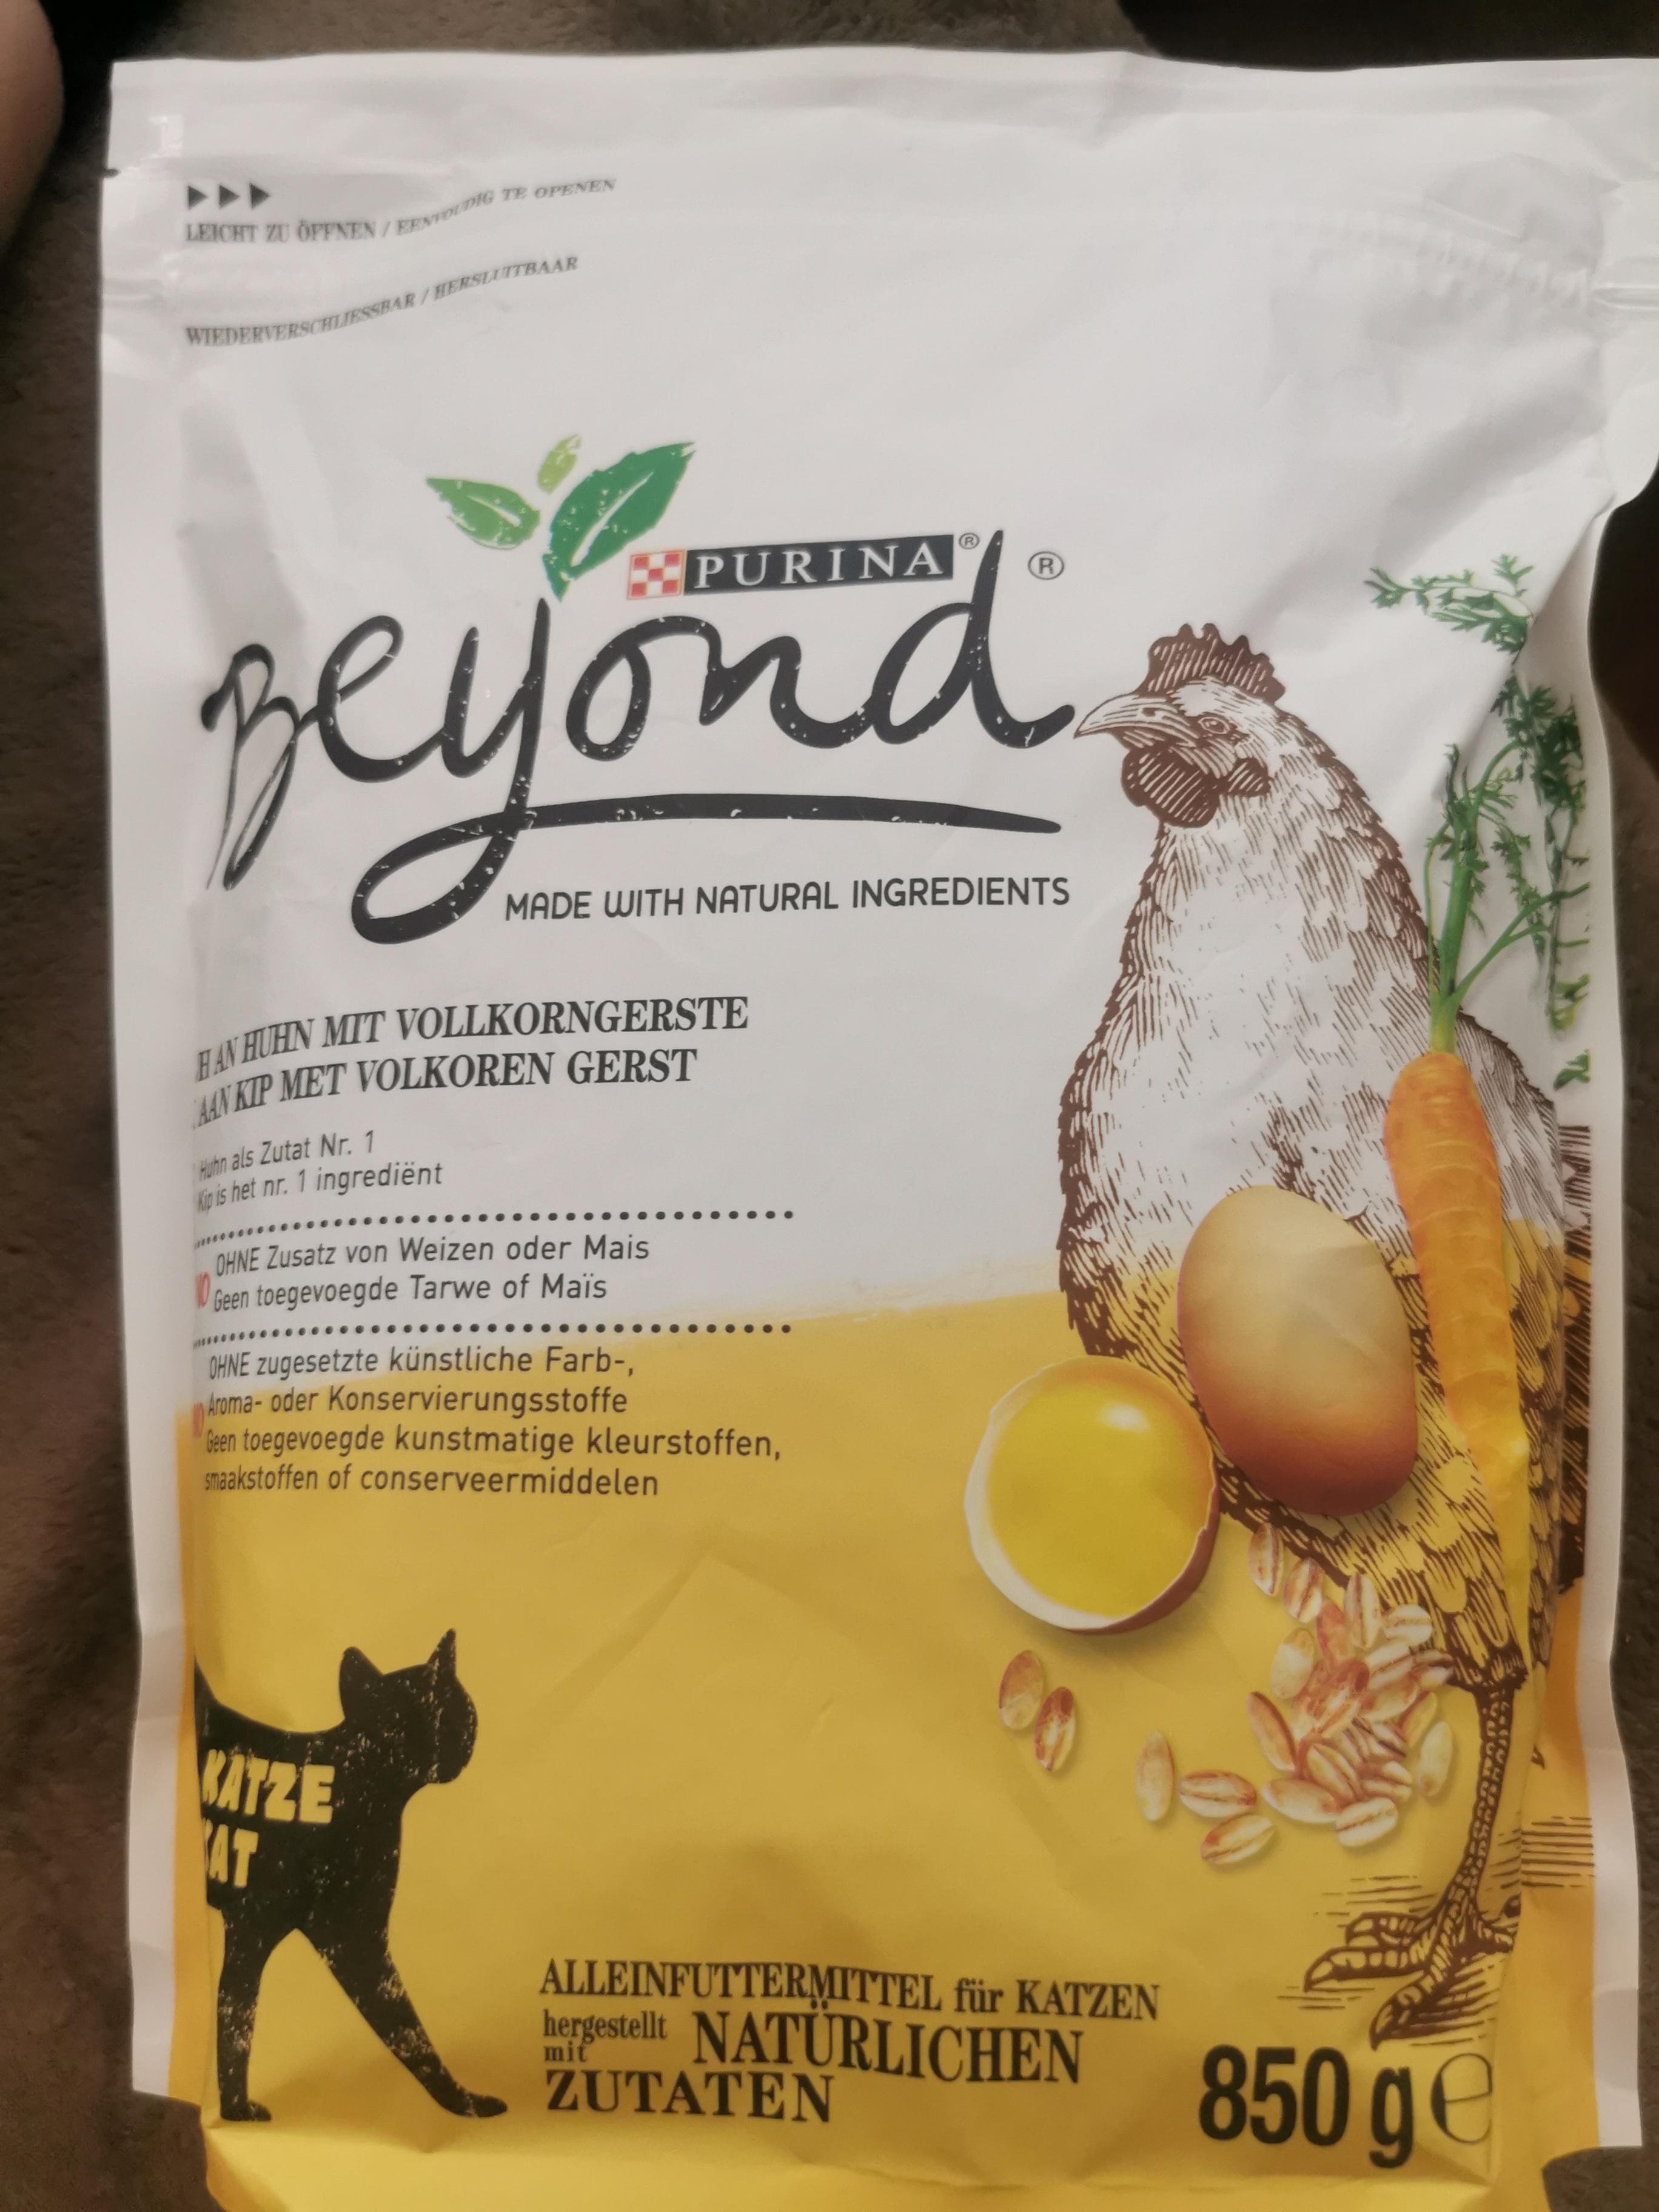 LEICHT ZU ÖFFNEN / EENVOUDIG TE OPENEN
WIEDERVERSCHLIESSBAR / HERSLUITBAAR
PURINA®
Beyond®
MADE WITH NATURAL INGREDIENTS
H AN HUHN MIT VOLLKORNGERSTE
AAN KIP MET VOLKOREN GERST
Huhn als Zutat Nr. 1
Kip is het nr. 1 ingrediënt
OHNE Zusatz von Weizen oder Mais
NO
Geen toegevoegde Tarwe of Maïs
OHNE zugesetzte künstliche Farb-,
Aroma- oder Konservierungsstoffe
Geen toegevoegde kunstmatige kleurstoffen,
smaakstoffen of conserveermiddelen
KATZE
KAT
ALLEINFUTTERMITTEL für KATZEN
hergestellt mit NATÜRLICHEN
ZUTATEN
850 g e